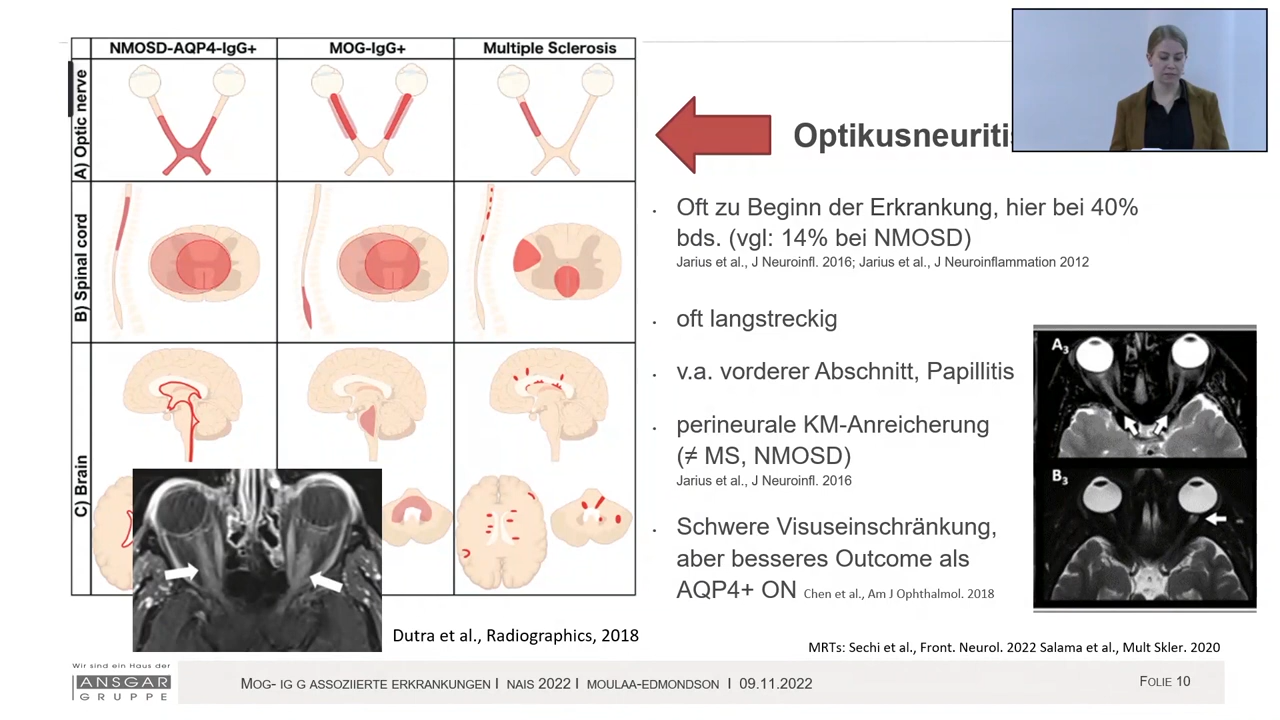 NMOSD-AQP4-IgG+ MOG-IgG+ Multiple Sclerosis
A) Optic nerve
B) Spinal cord
C) Brain
Optikusneuritis
Oft zu Beginn der Erkrankung, hier bei 40%
bds. (vgl: 14% bei NMOSD)
Jarius et al., J Neuroinfl. 2016; Jarius et al., J Neuroinflammation 2012
oft langstreckig
v.a. vorderer Abschnitt, Papillitis
perineurale KM-Anreicherung
(≠ MS, NMOSD)
Jarius et al., J Neuroinfl. 2016
Schwere Visuseinschränkung,
aber besseres Outcome als
AQP4+ ON Chen et al., Am J Ophthalmol. 2018
A3
B3
Dutra et al., Radiographics, 2018
MRTs: Sechi et al., Front. Neurol. 2022 Salama et al., Mult Skler. 2020
Wir sind ein Haus der
ANSGAR
GRUPPE
MOG- IG G ASSOZIIERTE ERKRANKUNGEN I NAIS 2022 I MOULAA-EDMONDSON I 09.11.2022
FOLIE 10